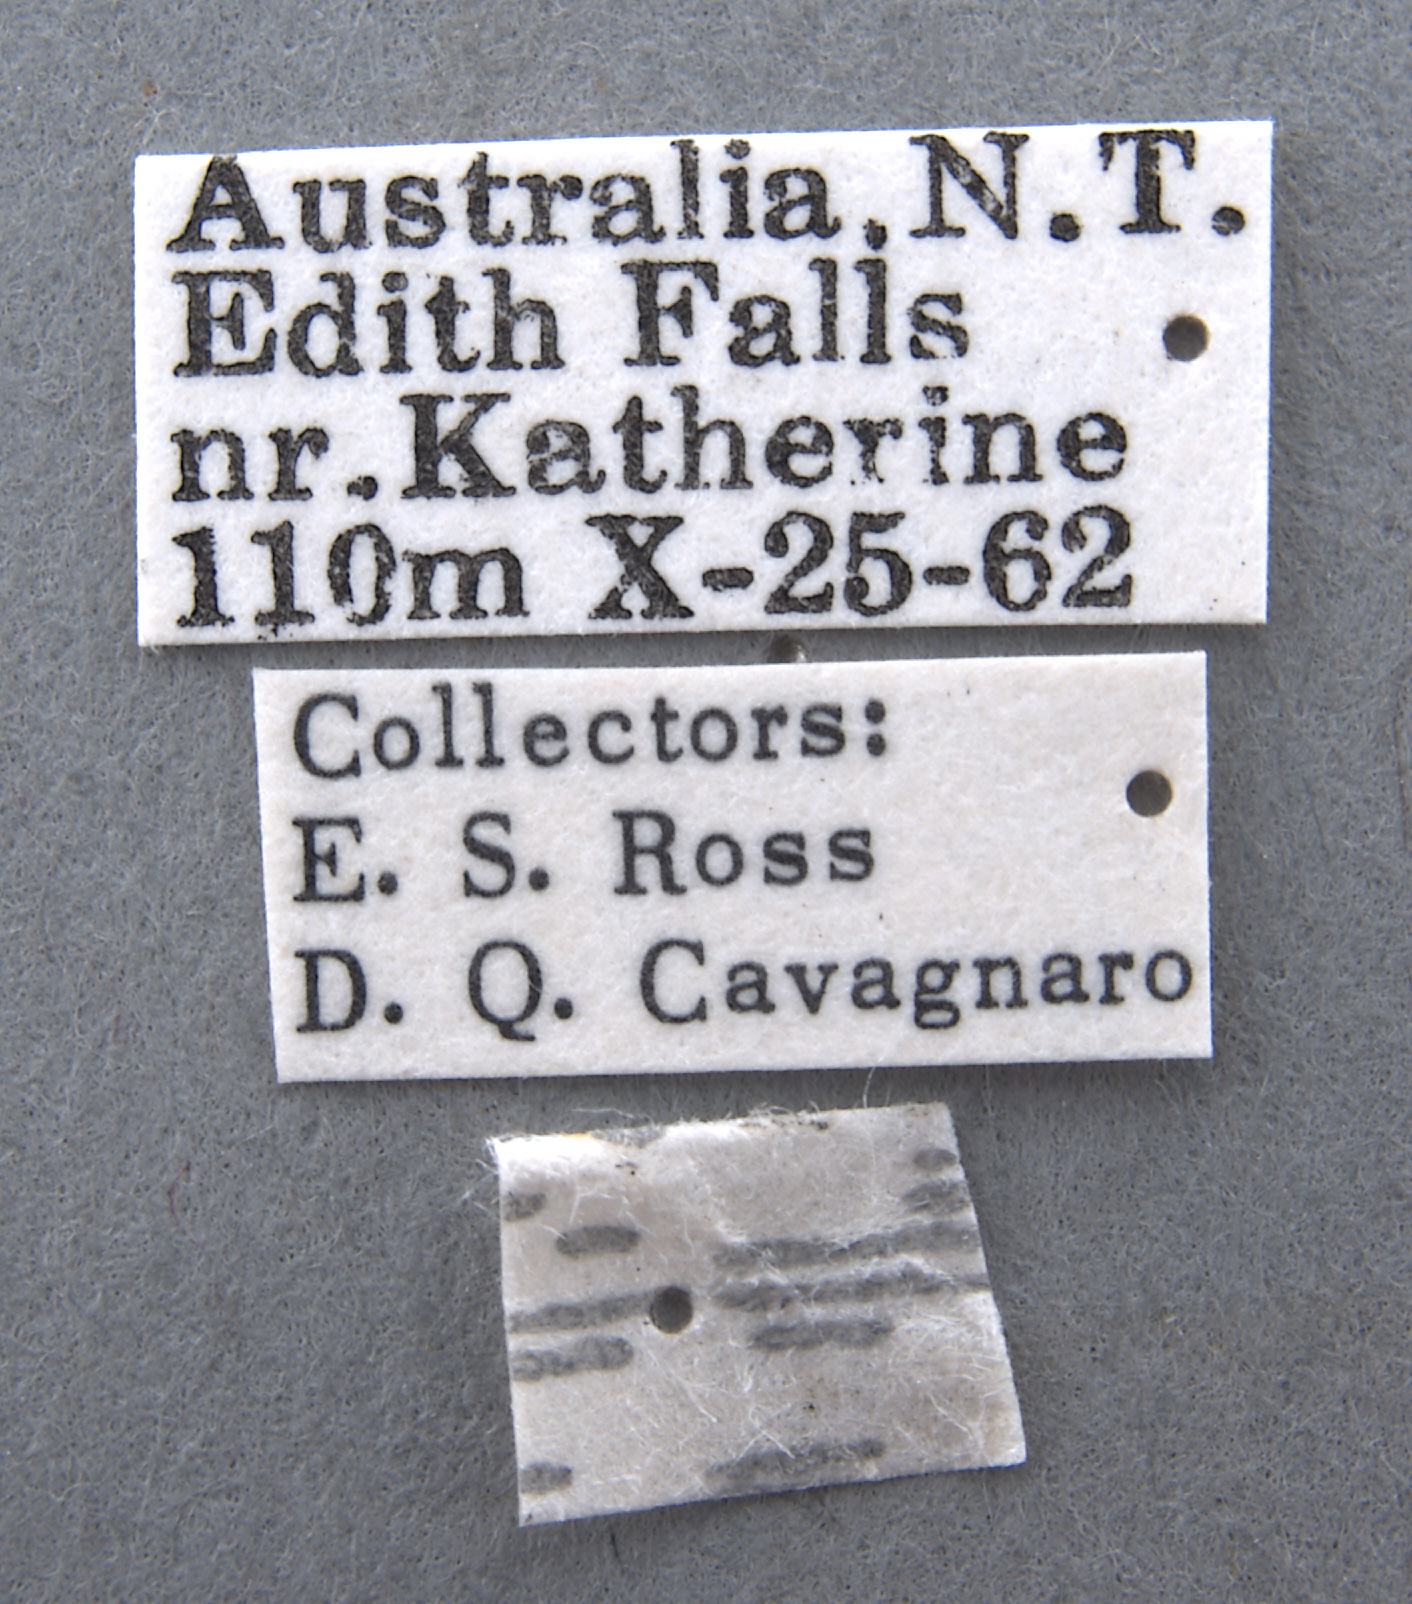 Australia, N.T.
Edith Falls
nr. Katherine
110m X-25-62
Collectors:
E. S. Ross
D. Q. Cavagnaro